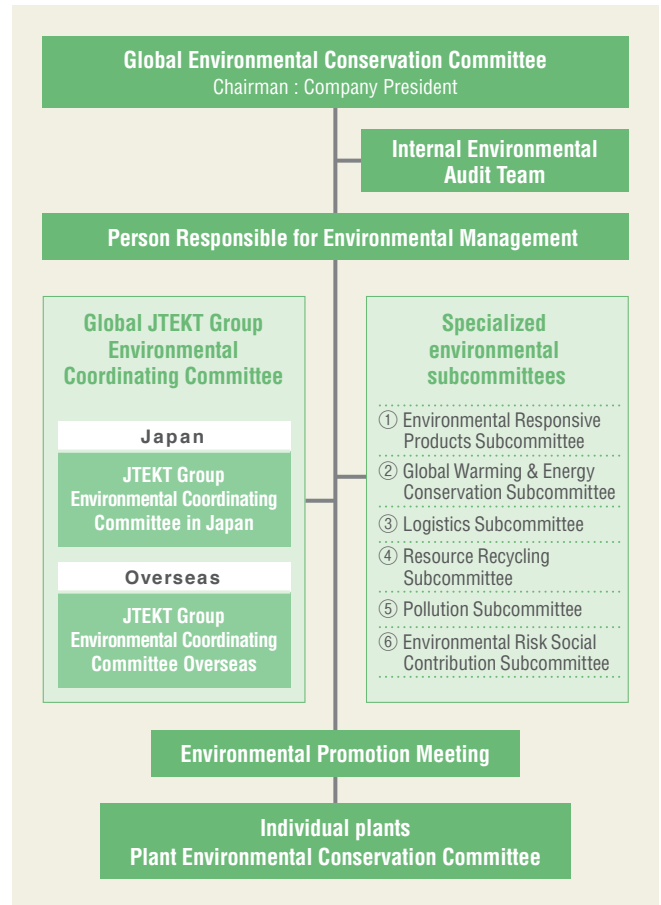 Global Environmental Conservation Committee
Chairman : Company President
Internal Environmental
Audit Team
Person Responsible for Environmental Management
Global JTEKT Group
Environmental
Coordinating Committee
Japan
JTEKT Group
Environmental Coordinating
Committee in Japan
Overseas
JTEKT Group
Environmental Coordinating
Committee Overseas
Specialized
environmental
subcommittees
① Environmental Responsive
Products Subcommittee
② Global Warming & Energy
Conservation Subcommittee
③ Logistics Subcommittee
④ Resource Recycling
Subcommittee
⑤ Pollution Subcommittee
⑥ Environmental Risk Social
Contribution Subcommittee
Environmental Promotion Meeting
Individual plants
Plant Environmental Conservation Committee